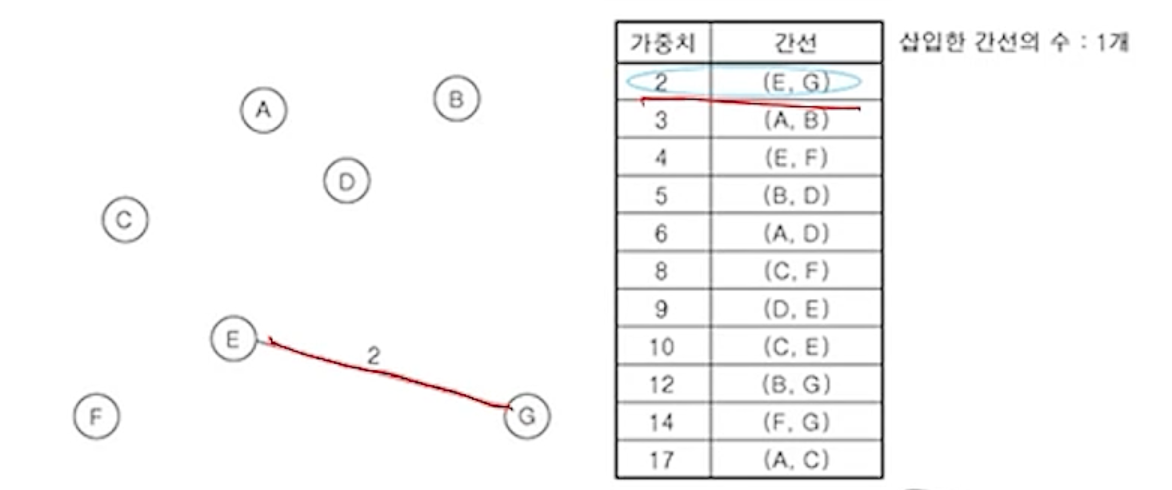 가중치 간선
2 (E, G)
3 (A, B)
4 (E, F)
5 (B, D)
6 (A, D)
8 (C, F)
9 (D, E)
10 (C, E)
12 (B, G)
14 (F, G)
17 (A, C)
삽입한 간선의 수 : 1개
A
B
D
C
E
2
F
G